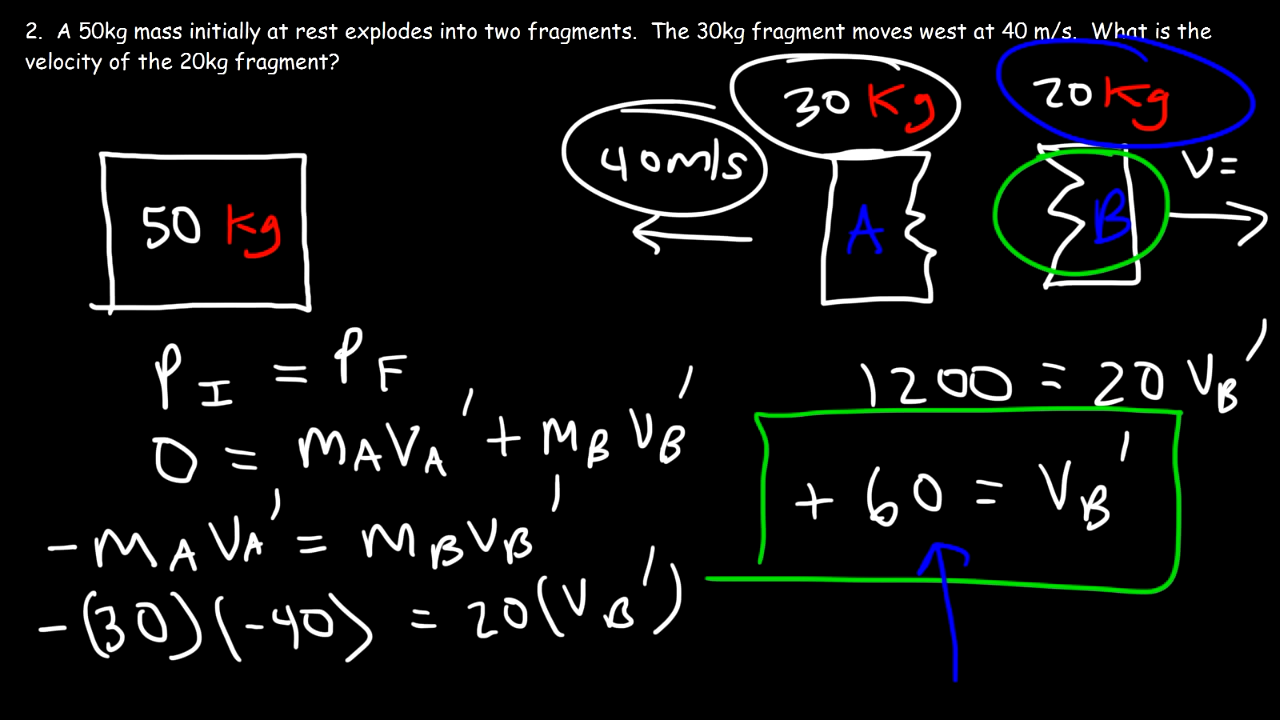 2. A 50kg mass initially at rest explodes into two fragments. The 30kg fragment moves west at 40 m/s. What is the
velocity of the 20kg fragment?
30 Kg
20 Kg
40m/s
V=
50 Kg
A
B
P_I = P_F
0 = m_A V_A' + m_B V_B'
-m_A V_A' = m_B V_B'
-(30)(-40) = 20(V_B')
1200 = 20 V_B'
+ 60 = V_B'